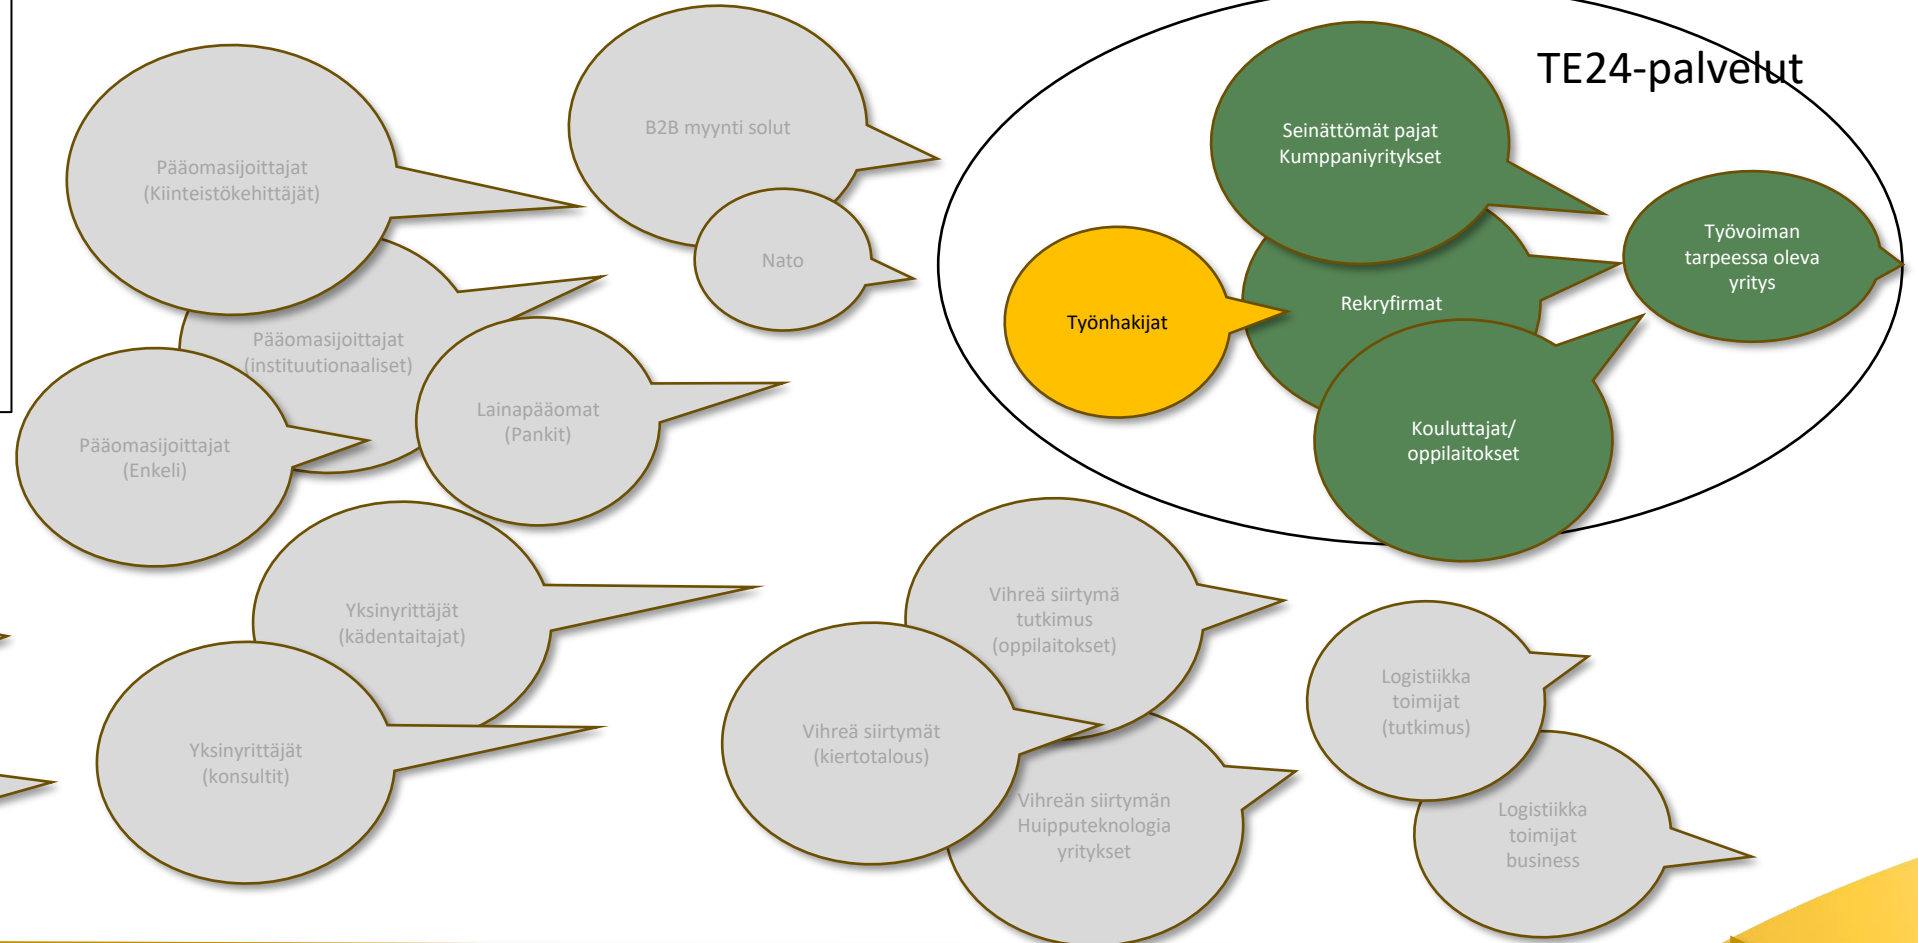 TE24-palvelut
Pääomasijoittajat
(Kiinteistökehittäjät)
B2B myynti solut
Nato
Seinättömät pajat
Kumppaniyritykset
Työvoiman
tarpeessa oleva
yritys
Rekryfirmat
Työnhakijat
Kouluttajat/
oppilaitokset
Pääomasijoittajat
(instituutionaaliset)
Lainapääomat
(Pankit)
Pääomasijoittajat
(Enkeli)
Yksinyrittäjät
(kädentaitajat)
Yksinyrittäjät
(konsultit)
Vihreä siirtymä
tutkimus
(oppilaitokset)
Vihreä siirtymät
(kiertotalous)
Vihreän siirtymän
Huipputeknologia
yritykset
Logistiikka
toimijat
(tutkimus)
Logistiikka
toimijat
business